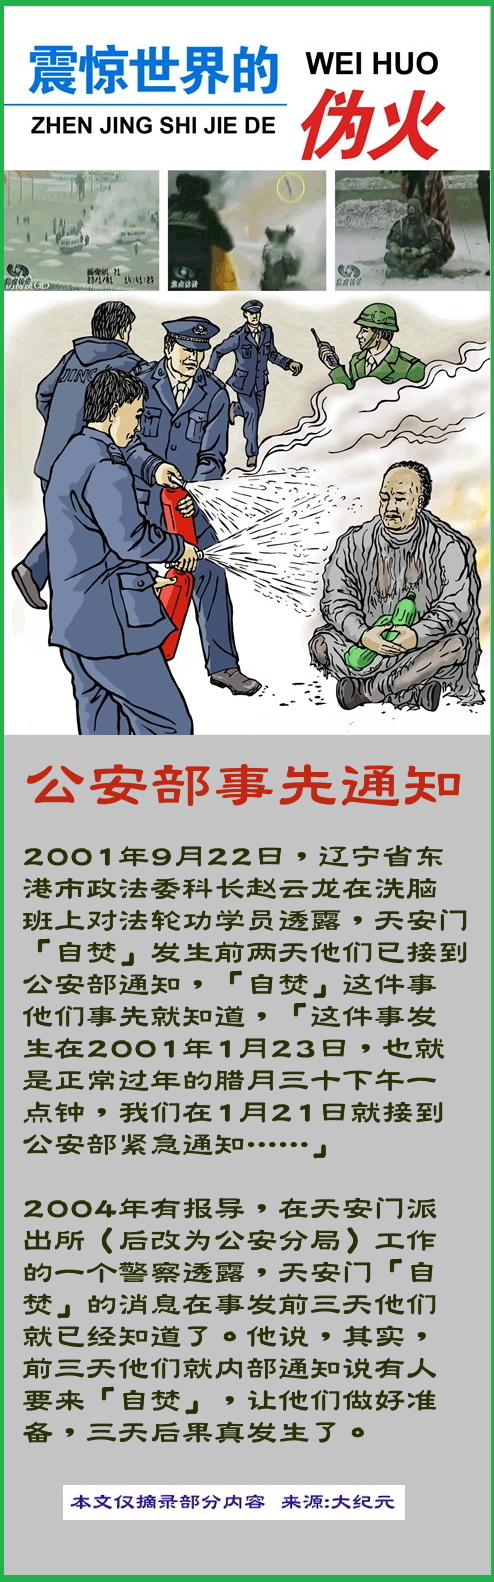 震惊世界的
ZHEN JING SHI JIE DE
WEI HUO
伪火
焦点访谈
焦点访谈
JING
公安部事先通知
2001年9月22日，辽宁省东
港市政法委科长赵云龙在洗脑
班上对法轮功学员透露，天安门
「自焚」发生前两天他们已接到
公安部通知，「自焚」这件事
他们事先就知道，「这件事发
生在2001年1月23日，也就
是正常过年的腊月三十下午一
点钟，我们在1月21日就接到
公安部紧急通知……」
2004年有报导，在天安门派
出所（后改为公安分局）工作
的一个警察透露，天安门「自
焚」的消息在事发前三天他们
就已经知道了。他说，其实，
前三天他们就内部通知说有人
要来「自焚」，让他们做好准
备，三天后果真发生了。
本文仅摘录部分内容 来源:大纪元